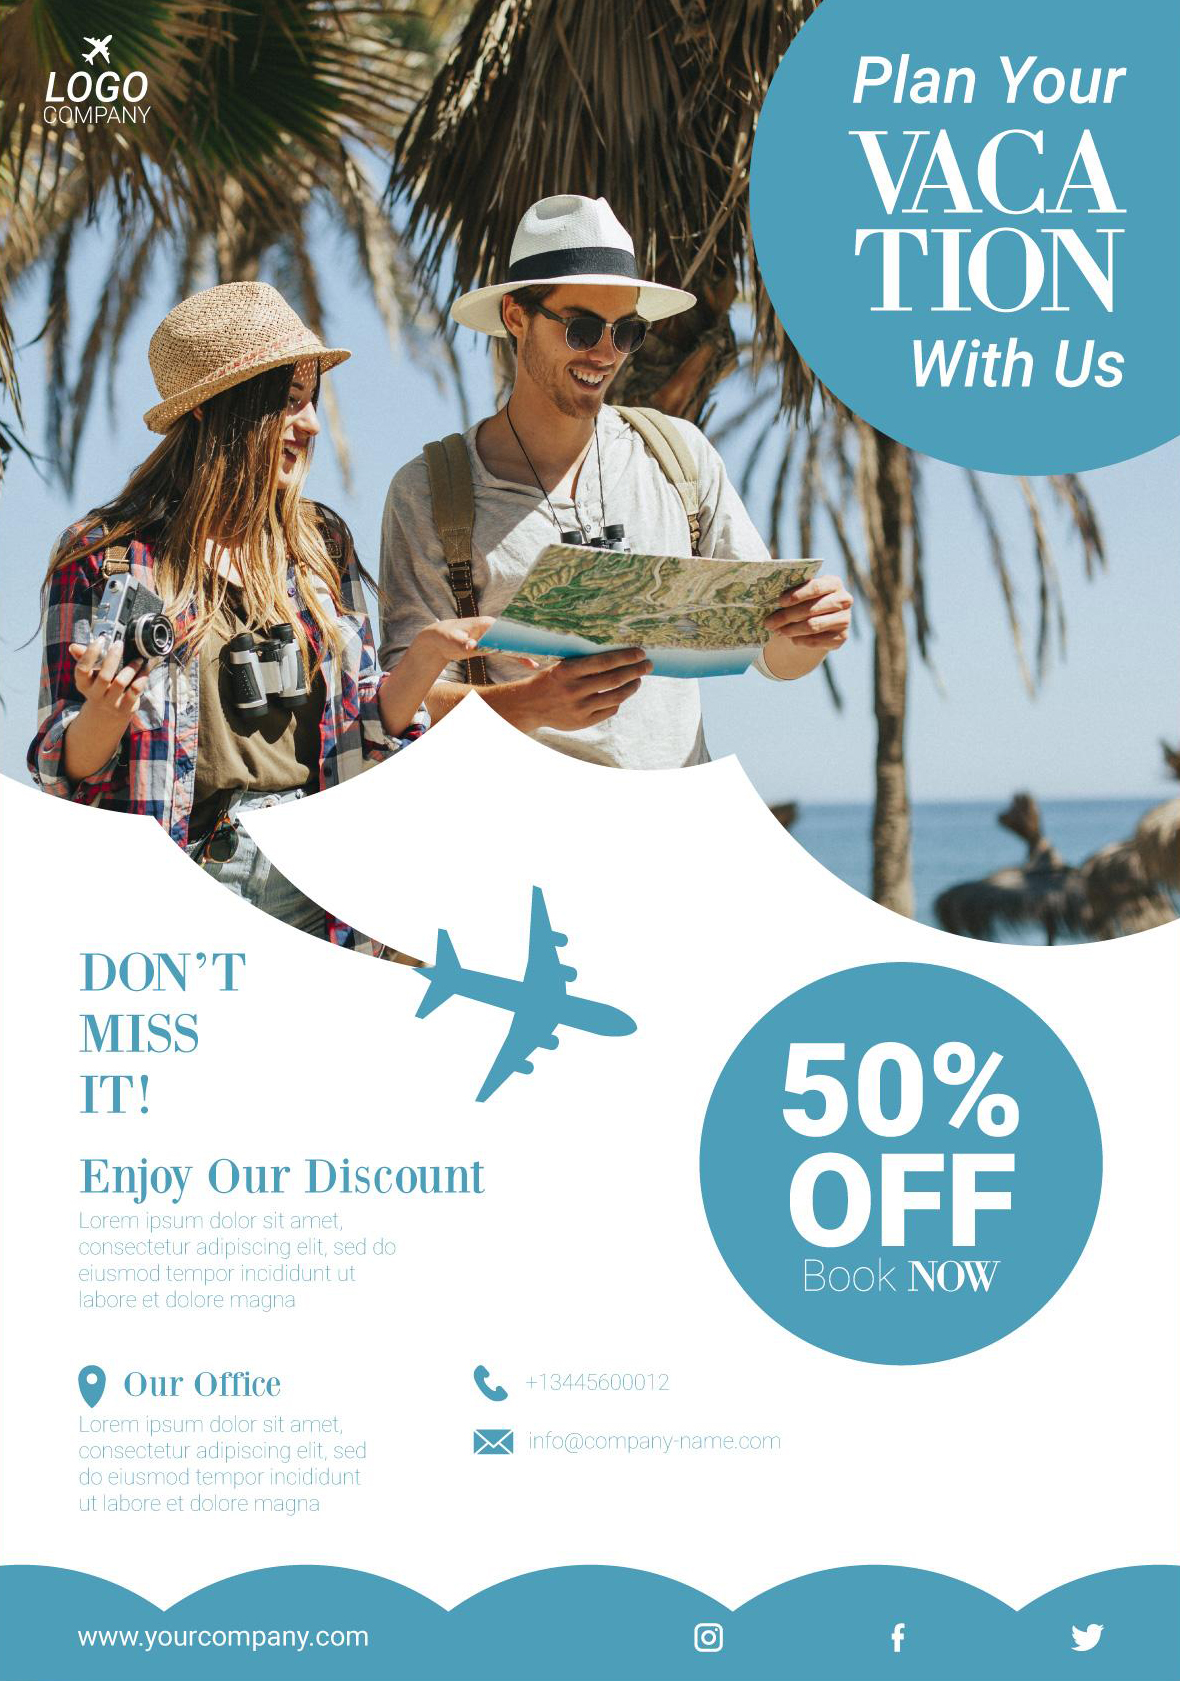 LOGO
COMPANY
Plan Your
VACA
TION
With Us
DON'T
MISS
IT!
Enjoy Our Discount
Lorem ipsum dolor sit amet,
consectetur adipiscing elit, sed do
eiusmod tempor incididunt ut
labore et dolore magna
50%
OFF
Book NOW
Our Office
Lorem ipsum dolor sit amet,
consectetur adipiscing elit, sed
do eiusmod tempor incididunt
ut labore et dolore magna
+13445600012
info@company-name.com
www.yourcompany.com